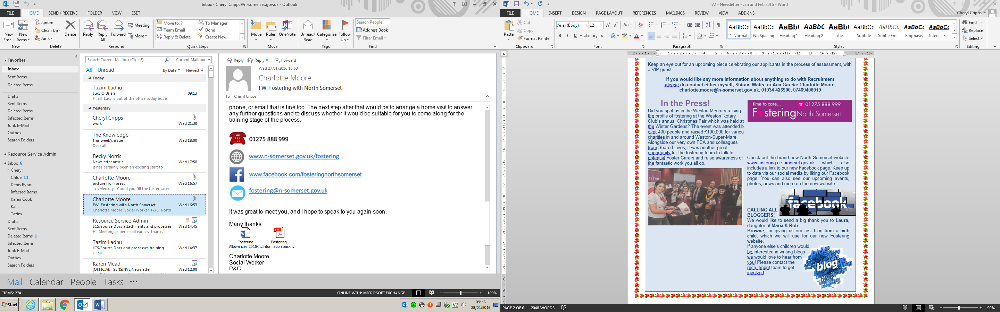 Inbox - Cheryl.Cripps@n-somerset.gov.uk - Outlook
FILE HOME SEND / RECEIVE FOLDER VIEW ESET
New Email
New Items
New
Ignore
Clean Up
Junk
Delete
Delete
Reply
Reply All
Forward
Meeting
More
Respond
Move to: ?
Team Email
Reply & Delete
To Manager
Done
Create New
Quick Steps
Move
Rules
OneNote
Move
Unread/ Read
Categorize
Follow Up
Tags
Search People
Address Book
Filter Email
Find
Favorites
Inbox
Sent Items
Deleted Items
Drafts
Sent Items
Deleted Items
Infected Items
Junk E-Mail
Outbox
Search Folders
Resource Service Admin
Inbox 6
Cheryl
Chloe 11
Denis Rynn
Infected Items
Karen Cook
Kat
Tazim
Drafts
Sent Items
Deleted Items 1
Infected Items
Junk E-Mail
Outbox
Search Folders
Search Current Mailbox (Ctrl+E) Current Mailbox
All Unread By Date Newest
Today
Tazim Ladhu
Lucy O'Brien 09:13
Hi all Lucy is out of the office today but is
Yesterday
Cheryl Cripps
work Wed 21:30
The Knowledge
This week's issue Wed 18:00
Dear all
Becky Norris
Newsletter article Wed 17:58
It has certainly been an exciting start to
Charlotte Moore
picture from press Wed 16:57
<<Mercury - Could you fill the foster carer
Charlotte Moore
FW: Fostering with North Somerset Wed 16:53
Charlotte Moore Social Worker P&C North
Resource Service Admin
LCS/Source Docs attachments and processes Wed 14:45
Hi Meeting as per email earlier. thanks
Tazim Ladhu
LCS/Source Docs and processes training Wed 14:37
Hi all
Karen Mead
[OFFICIAL - SENSITIVE]Newsletter Wed 12:00
Reply Reply All Forward
Wed 27/01/2016 16:53
Charlotte Moore
FW: Fostering with North Somerset
To Cheryl Cripps
phone, or email that is fine too. The next step after that would be to arrange a home visit to answer
any further questions and to discuss whether it would be suitable for you to come along for the
training stage of the process.
01275 888 999
www.n-somerset.gov.uk/fostering
www.facebook.com/fosteringnorthsomerset
fostering@n-somerset.gov.uk
It was great to meet you, and I hope to speak to you again soon,
Many thanks
PDF
Fostering Fostering
Allowances 2015-... Information pack ...
Charlotte Moore
Social Worker
P&C
Mail Calendar People Tasks
ITEMS: 274 ONLINE WITH: MICROSOFT EXCHANGE 100%
Start
09:46
28/01/2016
V2 - Newsletter - Jan and Feb 2016 - Word
FILE HOME INSERT DESIGN PAGE LAYOUT REFERENCES MAILINGS REVIEW VIEW ADD-INS
Cheryl Cripps
Paste
Cut
Copy
Format Painter
Clipboard
Arial (Body) 12
Font
Paragraph
AaBbCc AaBbCc AaBb( AaBbC AaBb( AaBbCc AaBbCc AaBbCc AaBbCc
¶ Normal No Spacing Heading 1 Heading 2 Title Subtitle Subtle Em... Emphasis Intense E...
Styles
Find
Replace
Select
Editing
Keep an eye out for an upcoming piece celebrating our applicants in the process of assessment, with
a VIP guest.
If you would like any more information about anything to do with Recruitment
please do contact either myself, Shirani Watts, or Ana Garcia: Charlotte Moore,
charlotte.moore@n-somerset.gov.uk, 01934 426900, 07469406019
In the Press!
Did you spot us in the Weston Mercury raising
the profile of fostering at the Weston Rotary
Club's annual Christmas Fair which was held at
the Winter Gardens? The event was attended by
over 400 people and raised £100,000 for various
charities in and around Weston-Super-Mare.
Alongside our very own FCA and colleagues
from Shared Lives, it was another great
opportunity for the fostering team to talk to
potential Foster Carers and raise awareness of
the fantastic work you all do.
time to care... 01275 888 999
Fostering North Somerset
Check out the brand new North Somerset website
www.fostering.n-somerset.gov.uk which also
includes a link to our new Facebook page. Keep up
to date via our social media by liking our Facebook
page. You can also see our upcoming events,
photos, news and more on the new website.
facebook
CALLING ALL
BLOGGERS!
We would like to send a big thank you to Laura,
daughter of Maria & Rob
Browne, for giving us our first blog from a birth
child, which we will use for our new Fostering
website.
If anyone else's children would
be interested in writing blogs
we would love to hear from
you! Please contact the
recruitment team to get
involved.
blog
PAGE 2 OF 6 2048 WORDS 90%